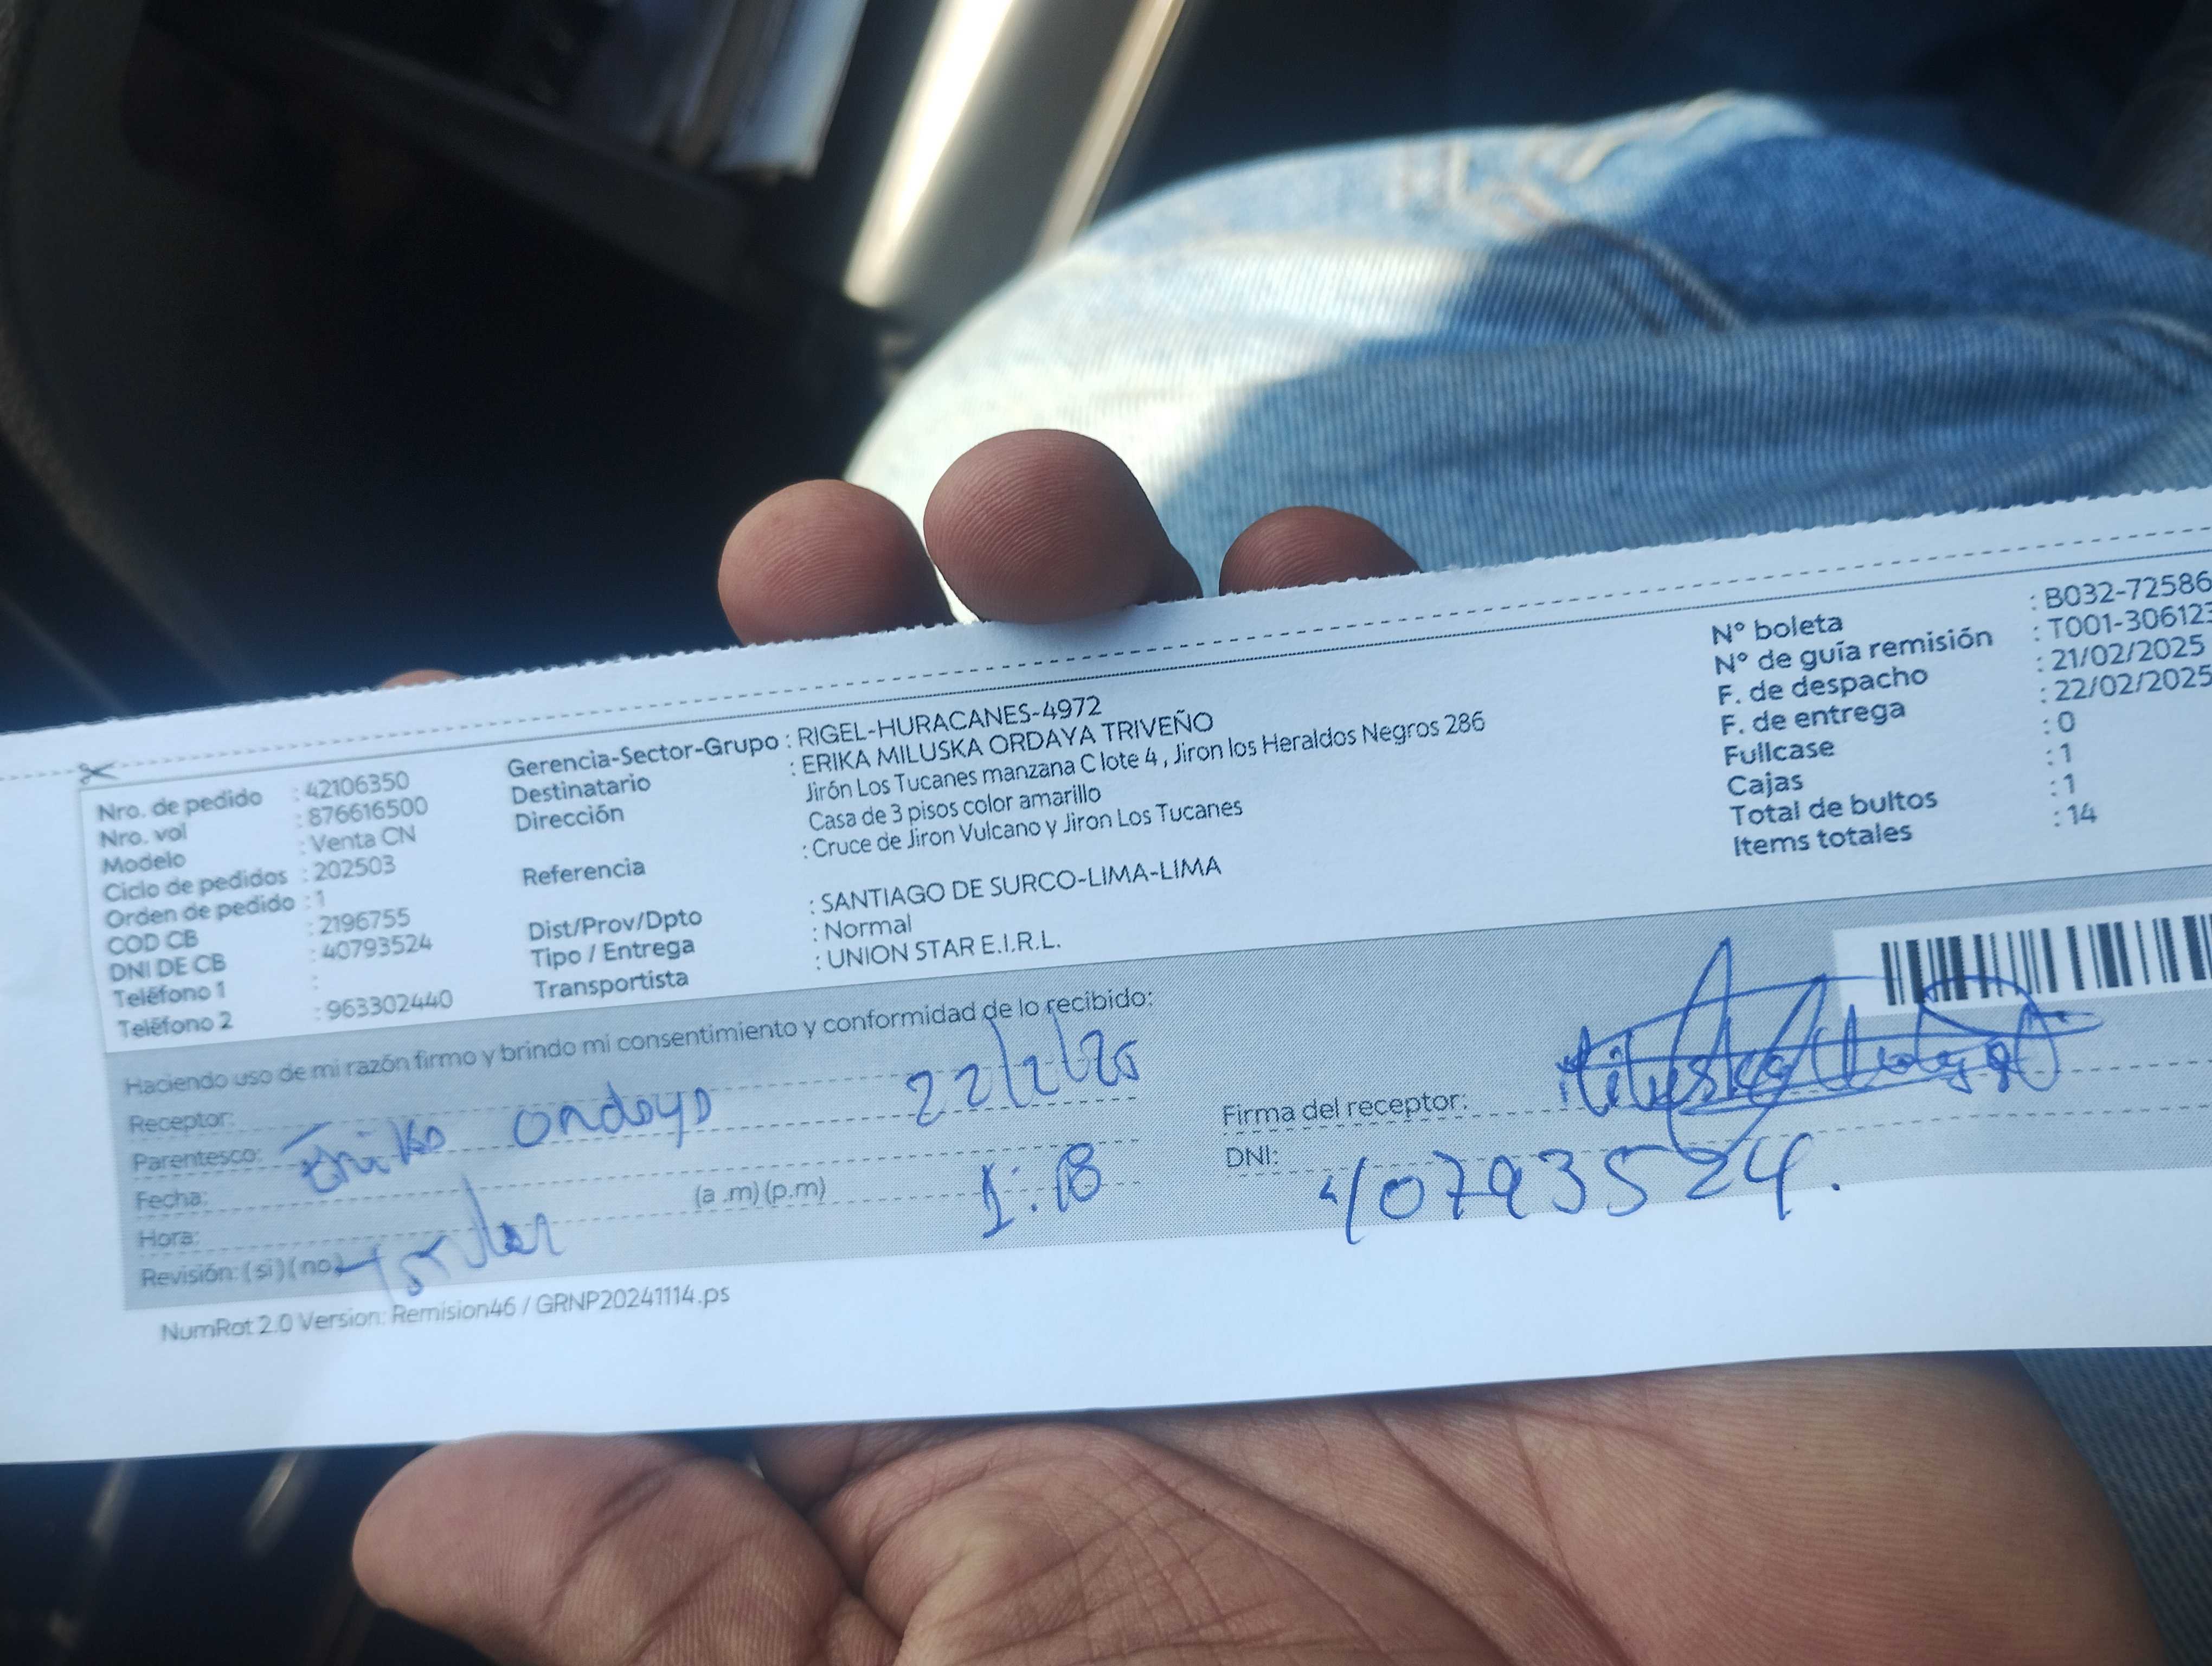 Nro. de pedido : 42106350
Nro. vol : 876616500
Modelo : Venta CN
Ciclo de pedidos : 202503
Orden de pedido : 1
COD CB : 2196755
DNI DE CB : 40793524
Teléfono 1 :
Teléfono 2 : 963302440
Gerencia-Sector-Grupo : RIGEL-HURACANES-4972
Destinatario : ERIKA MILUSKA ORDAYA TRIVEÑO
Dirección Jirón Los Tucanes manzana C lote 4 , Jiron los Heraldos Negros 286
Casa de 3 pisos color amarillo
Referencia : Cruce de Jiron Vulcano y Jiron Los Tucanes
Dist/Prov/Dpto : SANTIAGO DE SURCO-LIMA-LIMA
Tipo / Entrega : Normal
Transportista : UNION STAR E.I.R.L.
N° boleta : B032-72586
N° de guía remisión : T001-306123
F. de despacho : 21/02/2025
F. de entrega : 22/02/2025
Fullcase : 0
Cajas : 1
Total de bultos : 1
Items totales : 14
Haciendo uso de mi razón firmo y brindo mi consentimiento y conformidad de lo recibido:
Receptor:
Parentesco: Erika Ordaya 22/2/25
Fecha:
Hora: (a .m) (p.m) 1:18
Revisión: ( si ) ( no )
Firma del receptor:
DNI: 40793524.
NumRot 2.0 Version: Remision46 / GRNP20241114.ps